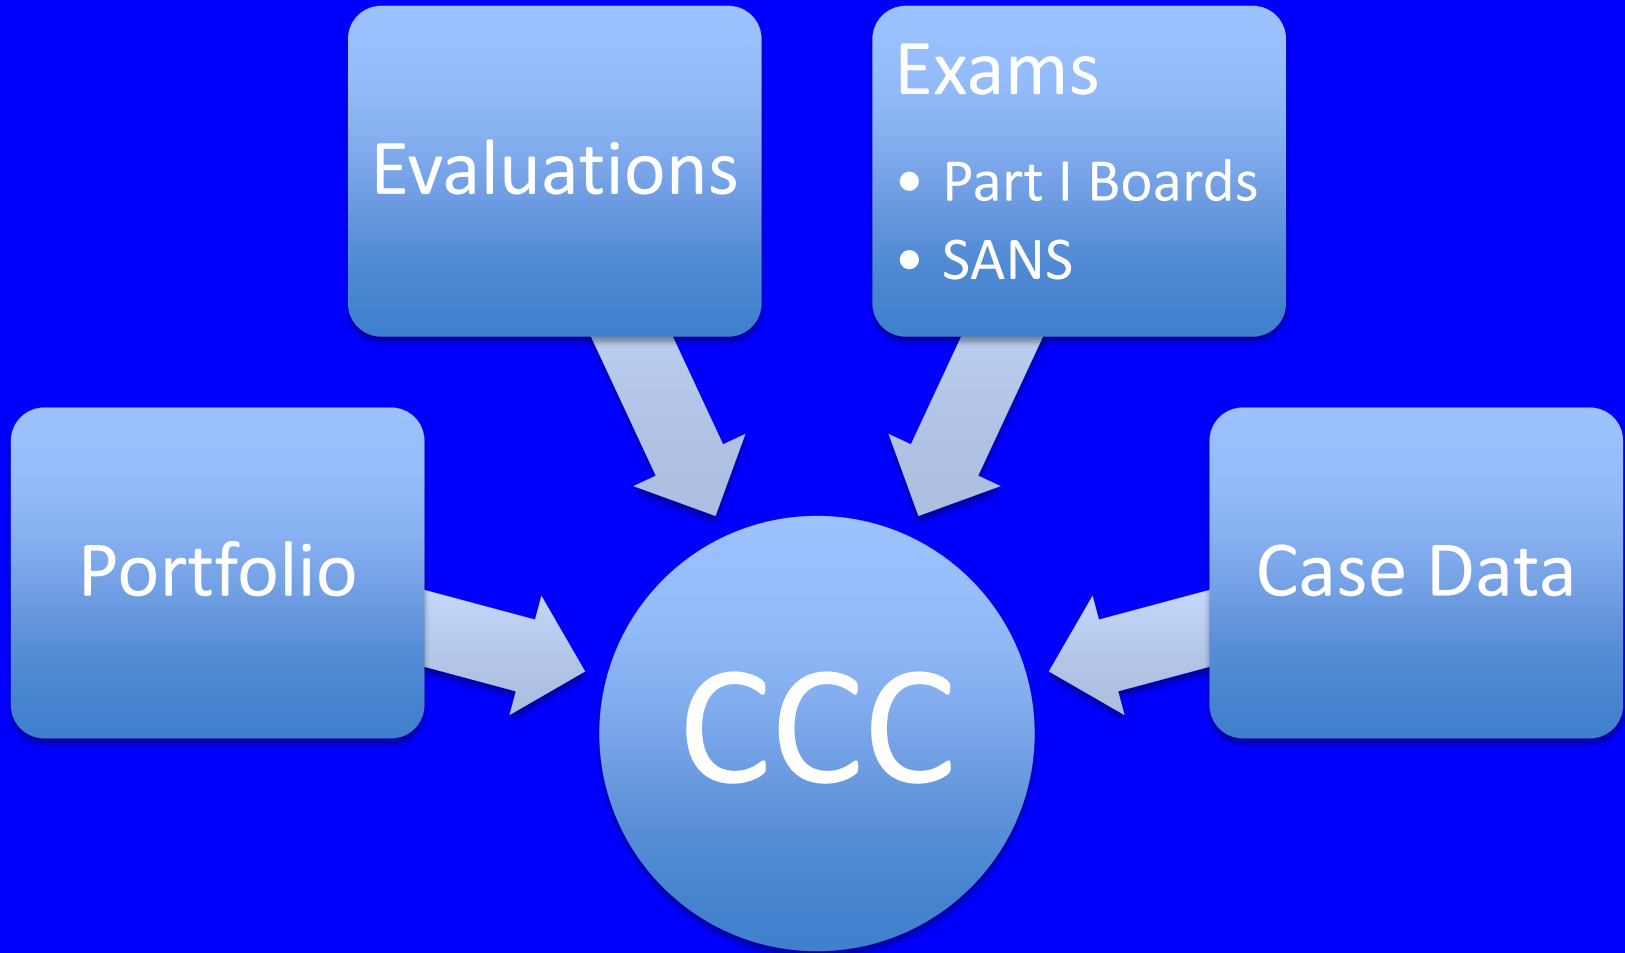 Evaluations
Exams
• Part I Boards
• SANS
Portfolio
Case Data
CCC